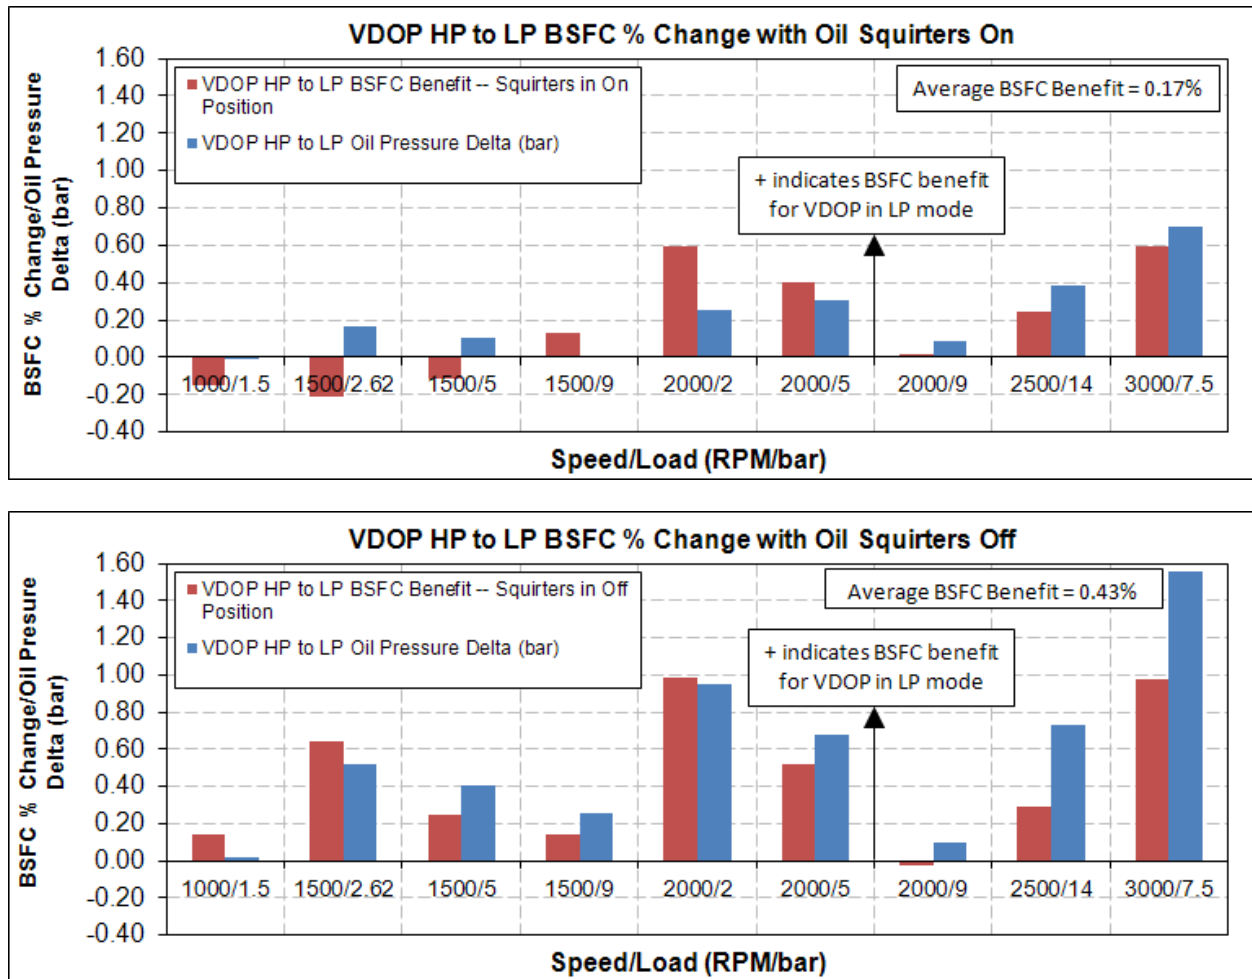 VDOP HP to LP BSFC % Change with Oil Squirters On
1.60
1.40
1.20
1.00
0.80
0.60
0.40
0.20
0.00
-0.20
-0.40
BSFC % Change/Oil Pressure
Delta (bar)
VDOP HP to LP BSFC Benefit -- Squirters in On
Position
VDOP HP to LP Oil Pressure Delta (bar)
Average BSFC Benefit = 0.17%
+ indicates BSFC benefit
for VDOP in LP mode
1000/1.5 1500/2.62 1500/5 1500/9 2000/2 2000/5 2000/9 2500/14 3000/7.5
Speed/Load (RPM/bar)
VDOP HP to LP BSFC % Change with Oil Squirters Off
1.60
1.40
1.20
1.00
0.80
0.60
0.40
0.20
0.00
-0.20
-0.40
BSFC % Change/Oil Presure
Delta (bar)
VDOP HP to LP BSFC Benefit -- Squirters in Off
Position
VDOP HP to LP Oil Pressure Delta (bar)
Average BSFC Benefit = 0.43%
+ indicates BSFC benefit
for VDOP in LP mode
1000/1.5 1500/2.62 1500/5 1500/9 2000/2 2000/5 2000/9 2500/14 3000/7.5
Speed/Load (RPM/bar)